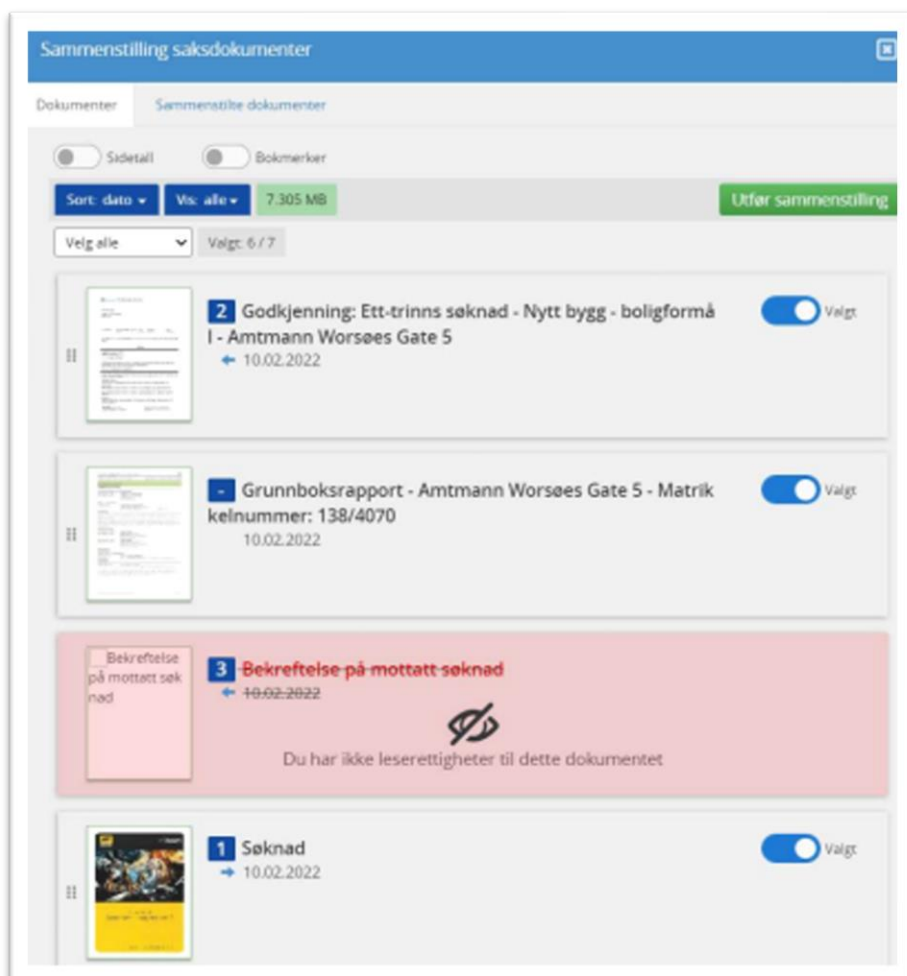 Sammenstilling saksdokumenter
Dokumenter
Sammenstilte dokumenter
Sidetall
Bokmerker
Sort: dato
Vis: alle
7.305 MB
Utfør sammenstilling
Velg alle
Valgt: 6 / 7
2 Godkjenning: Ett-trinns søknad - Nytt bygg - boligformå
l - Amtmann Worsøes Gate 5
10.02.2022
Valgt
- Grunnboksrapport - Amtmann Worsøes Gate 5 - Matrik
kelnummer: 138/4070
10.02.2022
Valgt
Bekreftelse
på mottatt søk
nad
3 Bekreftelse på mottatt søknad
10.02.2022
Du har ikke leserettigheter til dette dokumentet
1 Søknad
10.02.2022
Valgt